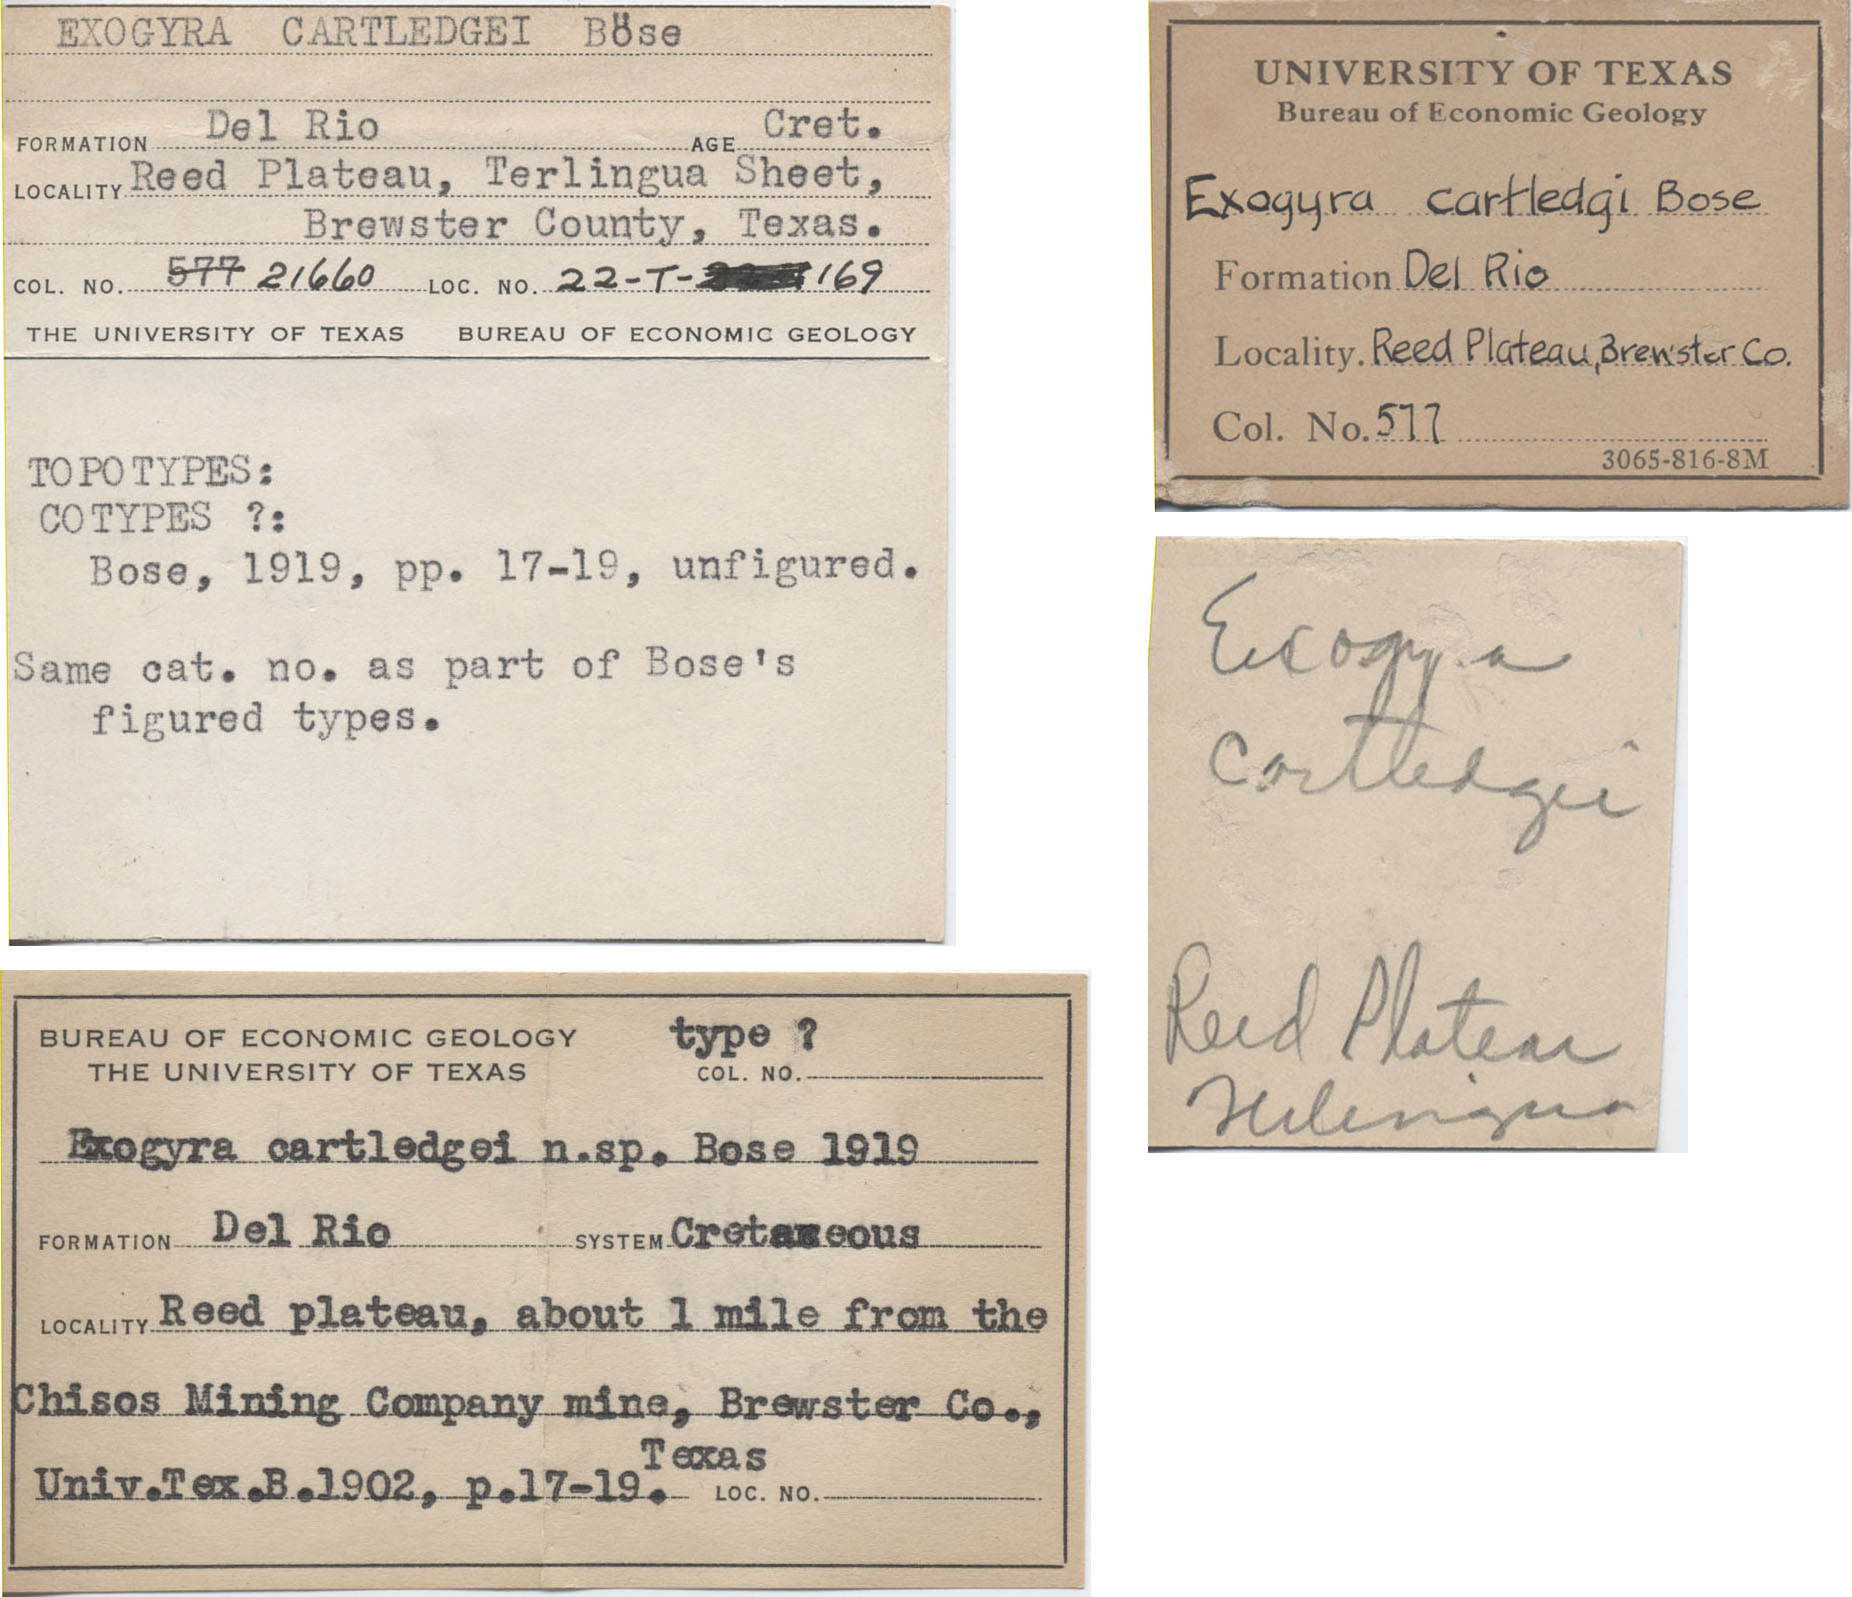 EXOGYRA CARTLEDGEI Böse
FORMATION Del Rio AGE Cret.
LOCALITY Reed Plateau, Terlingua Sheet,
Brewster County, Texas.
COL. NO. 577 21660 LOC. NO. 22-T- 169
THE UNIVERSITY OF TEXAS BUREAU OF ECONOMIC GEOLOGY
TOPOTYPES:
COTYPES ?:
Bose, 1919, pp. 17-19, unfigured.
Same cat. no. as part of Bose's
figured types.
UNIVERSITY OF TEXAS
Bureau of Economic Geology
Exogyra cartledgi Bose
Formation Del Rio
Locality. Reed Plateau, Brewster Co.
Col. No. 577
3065-816-8M
Exogyra
cartledgei
Reed Plateau
Terlingua
BUREAU OF ECONOMIC GEOLOGY type ?
THE UNIVERSITY OF TEXAS COL. NO.
Exogyra cartledgei n.sp. Bose 1919
FORMATION Del Rio SYSTEM Cretaceous
LOCALITY Reed plateau, about 1 mile from the
Chisos Mining Company mine, Brewster Co.,
Texas
Univ.Tex.B.1902, p.17-19. LOC. NO.